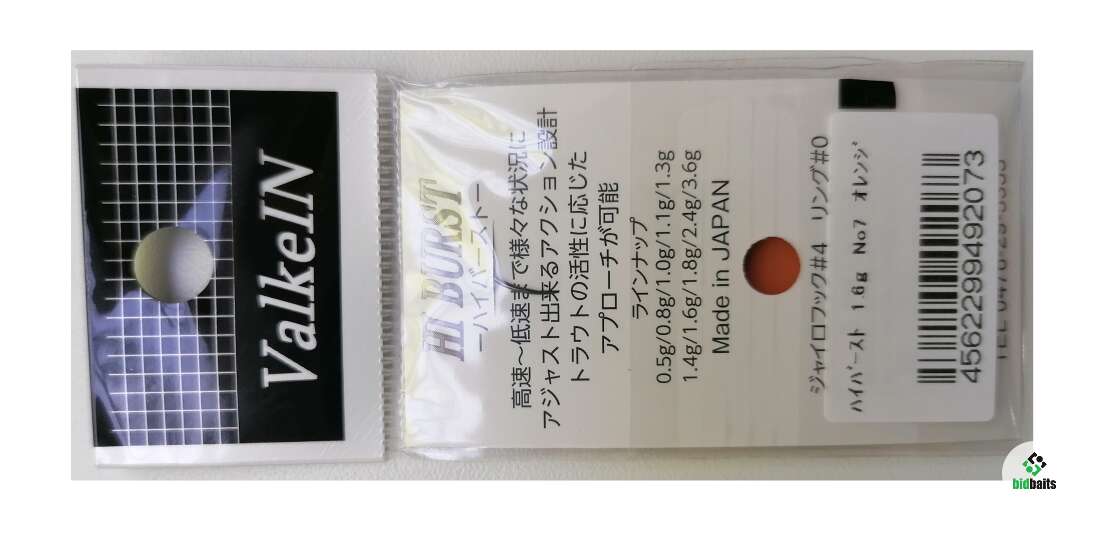 ValkeIN
HI BURST
ーハイバーストー
高速～低速まで様々な状況に
アジャスト出来るアクション設計
トラウトの活性に応じた
アプローチが可能
ラインナップ
0.5g/0.8g/1.0g/1.1g/1.3g
1.4g/1.6g/1.8g/2.4g/3.6g
Made in JAPAN
ジャイロフック#4 リング#0
ﾊｲﾊﾞｰｽﾄ 1.6g No7 ｵﾚﾝｼﾞ
4562299492073
bidbaits